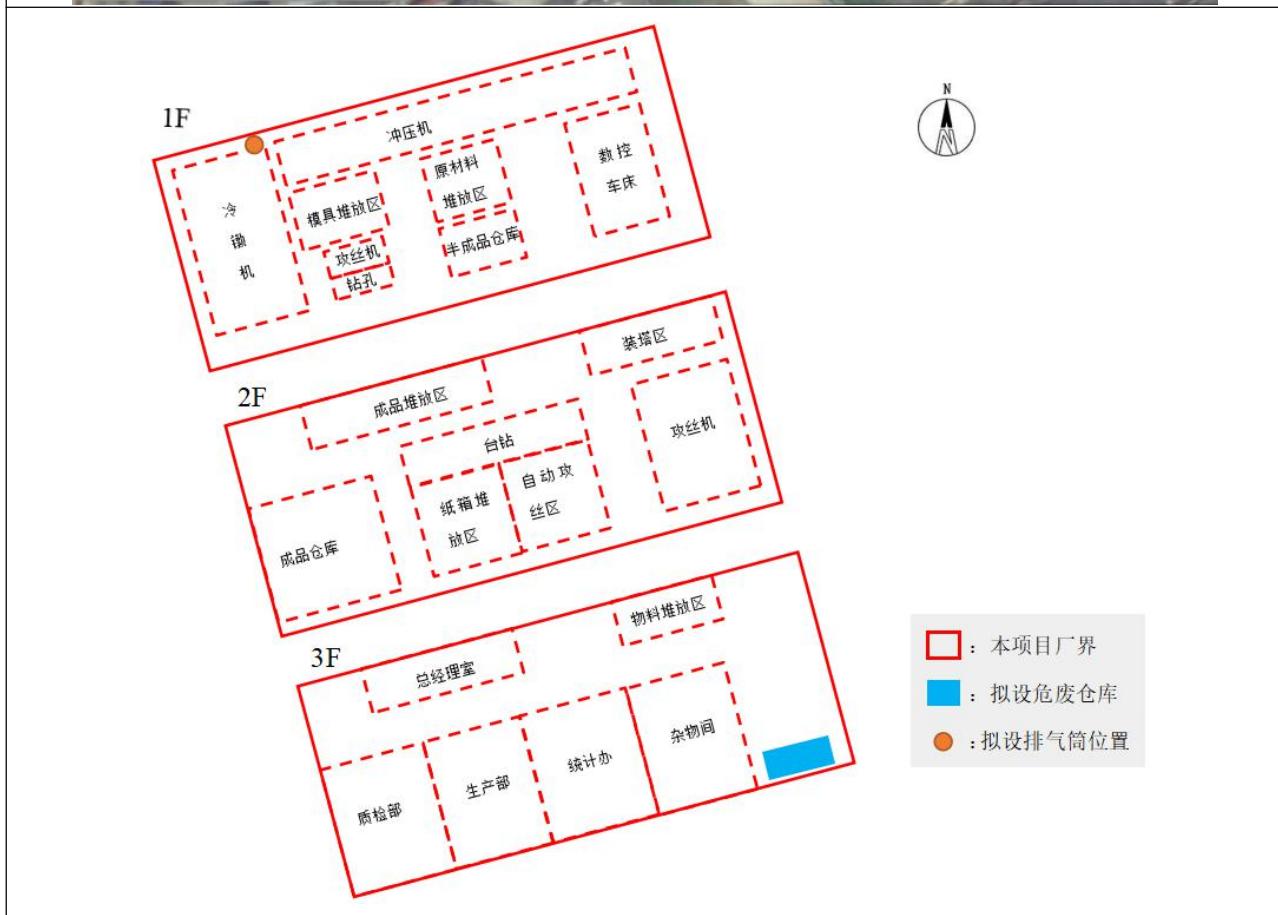 N
1F
冲压机
原材料
堆放区
数控
车床
冷
镦
机
模具堆放区
攻丝机
钻孔
半成品仓库
2F
装塔区
成品堆放区
台钻
攻丝机
自动攻
丝区
纸箱堆
放区
成品仓库
3F
物料堆放区
总经理室
杂物间
统计办
生产部
质检部
：本项目厂界
：拟设危废仓库
：拟设排气筒位置